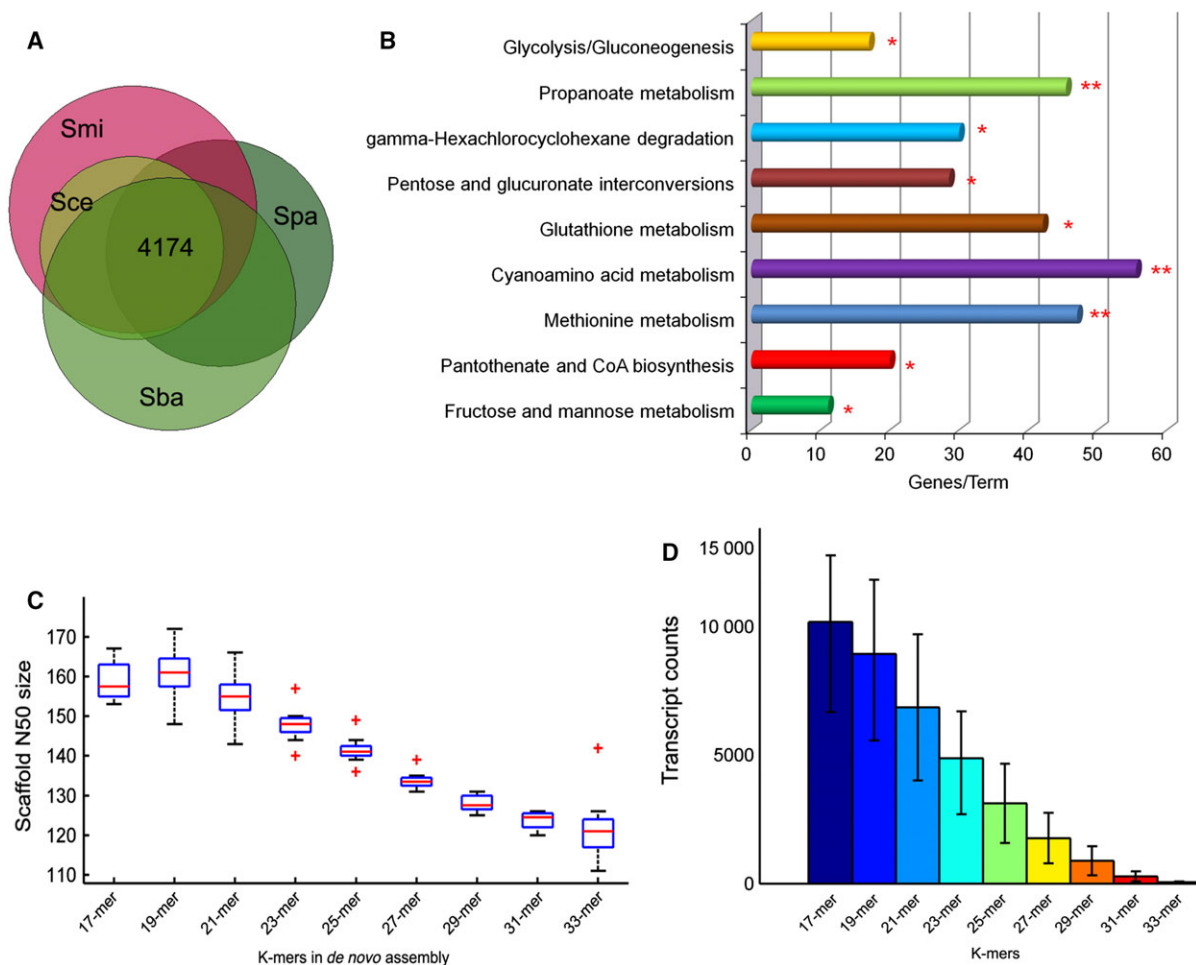 A
Smi
Sce
Spa
4174
Sba
B
Glycolysis/Gluconeogenesis
*
Propanoate metabolism
**
gamma-Hexachlorocyclohexane degradation
*
Pentose and glucuronate interconversions
*
Glutathione metabolism
*
Cyanoamino acid metabolism
**
Methionine metabolism
**
Pantothenate and CoA biosynthesis
*
Fructose and mannose metabolism
*
0 10 20 30 40 50 60
Genes/Term
C
Scaffold N50 size
170
160
150
140
130
120
110
17-mer 19-mer 21-mer 23-mer 25-mer 27-mer 29-mer 31-mer 33-mer
K-mers in de novo assembly
D
Transcript counts
15 000
10 000
5000
0
17-mer 19-mer 21-mer 23-mer 25-mer 27-mer 29-mer 31-mer 33-mer
K-mers